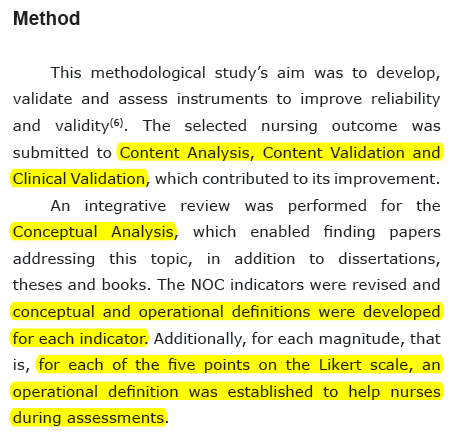 Method
This methodological study's aim was to develop,
validate and assess instruments to improve reliability
and validity(6). The selected nursing outcome was
submitted to Content Analysis, Content Validation and
Clinical Validation, which contributed to its improvement.
An integrative review was performed for the
Conceptual Analysis, which enabled finding papers
addressing this topic, in addition to dissertations,
theses and books. The NOC indicators were revised and
conceptual and operational definitions were developed
for each indicator. Additionally, for each magnitude, that
is, for each of the five points on the Likert scale, an
operational definition was established to help nurses
during assessments.